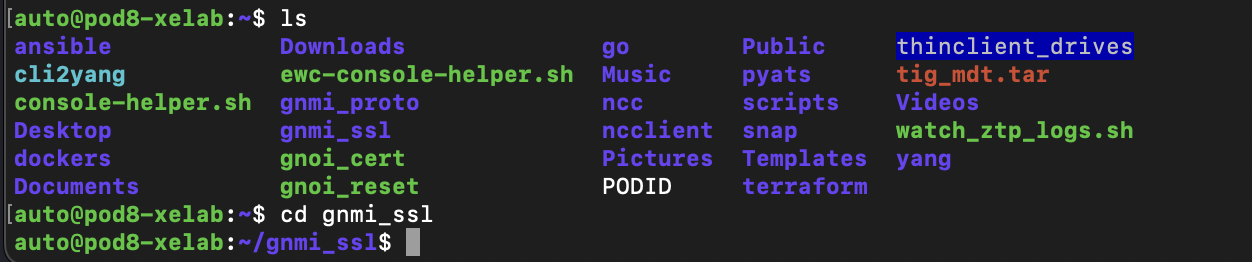 [auto@pod8-xelab:~$ ls
ansible Downloads go Public thinclient_drives
cli2yang ewc-console-helper.sh Music pyats tig_mdt.tar
console-helper.sh gnmi_proto ncc scripts Videos
Desktop gnmi_ssl ncclient snap watch_ztp_logs.sh
dockers gnoi_cert Pictures Templates yang
Documents gnoi_reset PODID terraform
[auto@pod8-xelab:~$ cd gnmi_ssl
auto@pod8-xelab:~/gnmi_ssl$